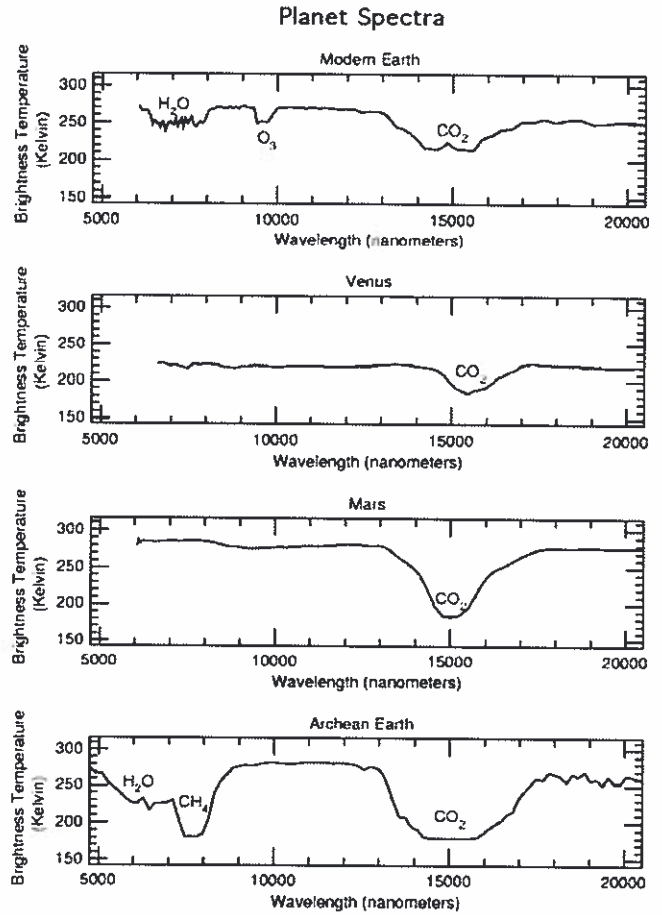 Planet Spectra
Modern Earth
Brightness Temperature
(Kelvin)
300
250
200
150
H₂O
O₃
CO₂
5000 10000 15000 20000
Wavelength (nanometers)
Venus
Brightness Temperature
(Kelvin)
300
250
200
150
CO₂
5000 10000 15000 20000
Wavelength (nanometers)
Mars
Brightness Temperature
(Kelvin)
300
250
200
150
CO₂
5000 10000 15000 20000
Wavelength (nanometers)
Archean Earth
Brightness Temperature
(Kelvin)
300
250
200
150
H₂O
CH₄
CO₂
5000 10000 15000 20000
Wavelength (nanometers)